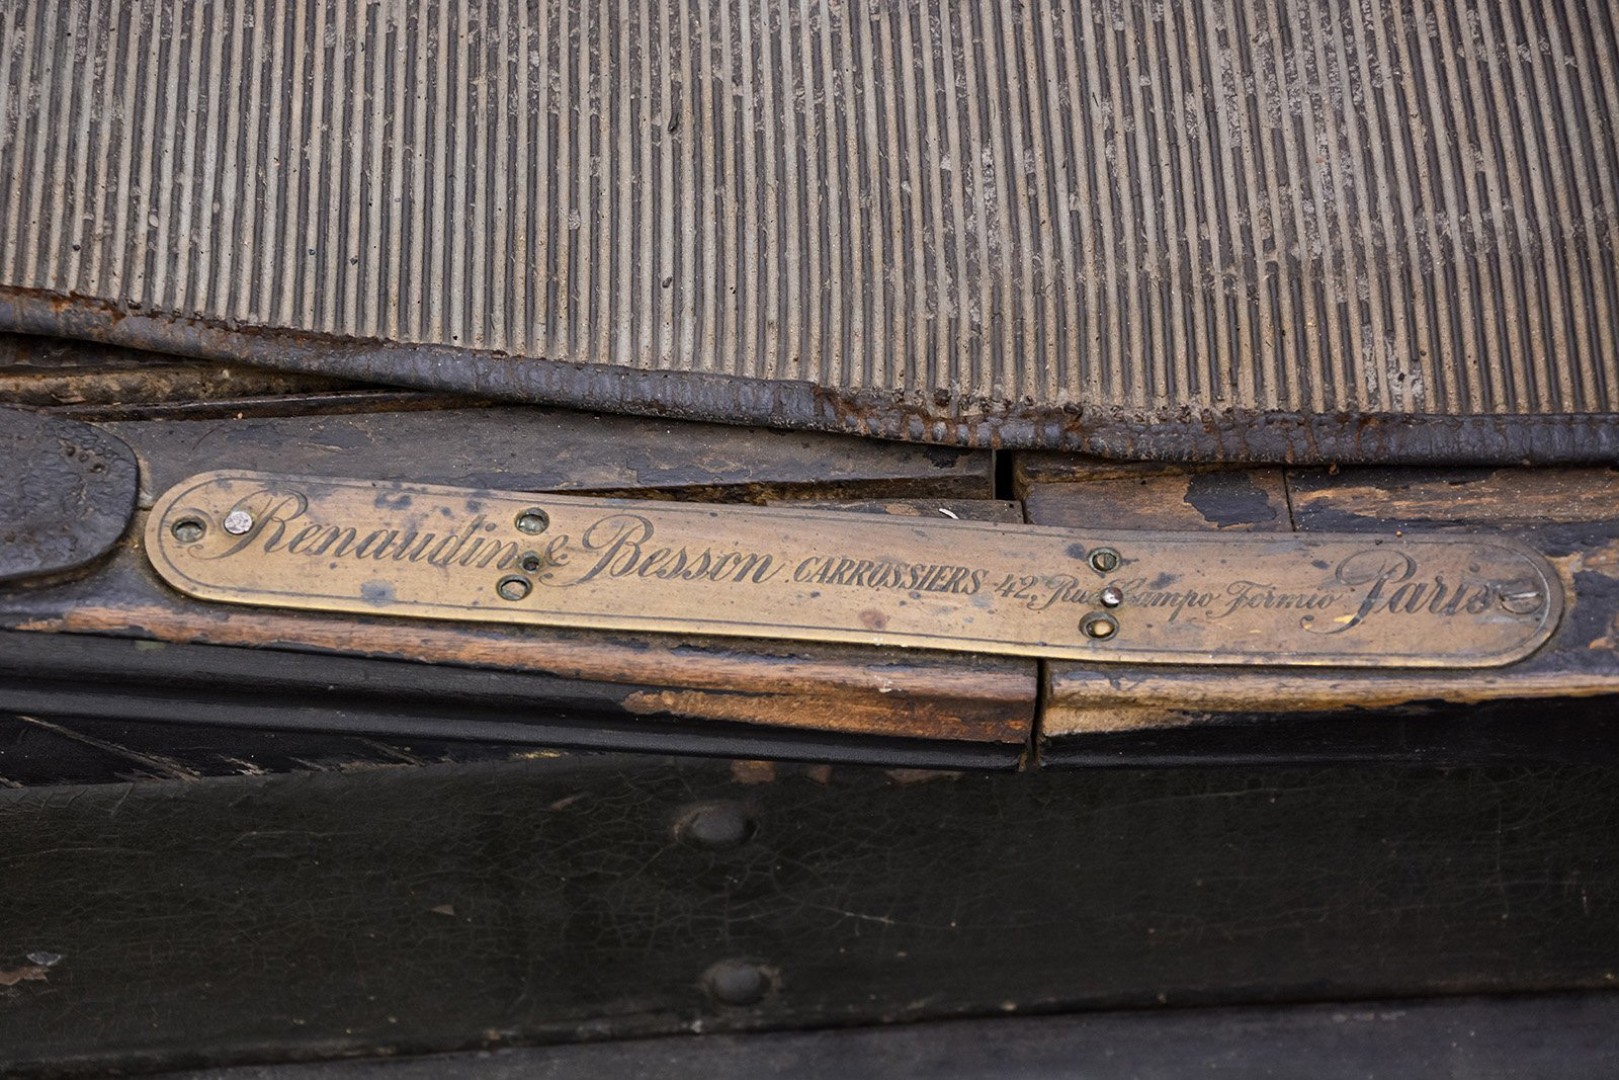 Renaudin & Besson CARROSSIERS 42, Rue Campo Formio Paris